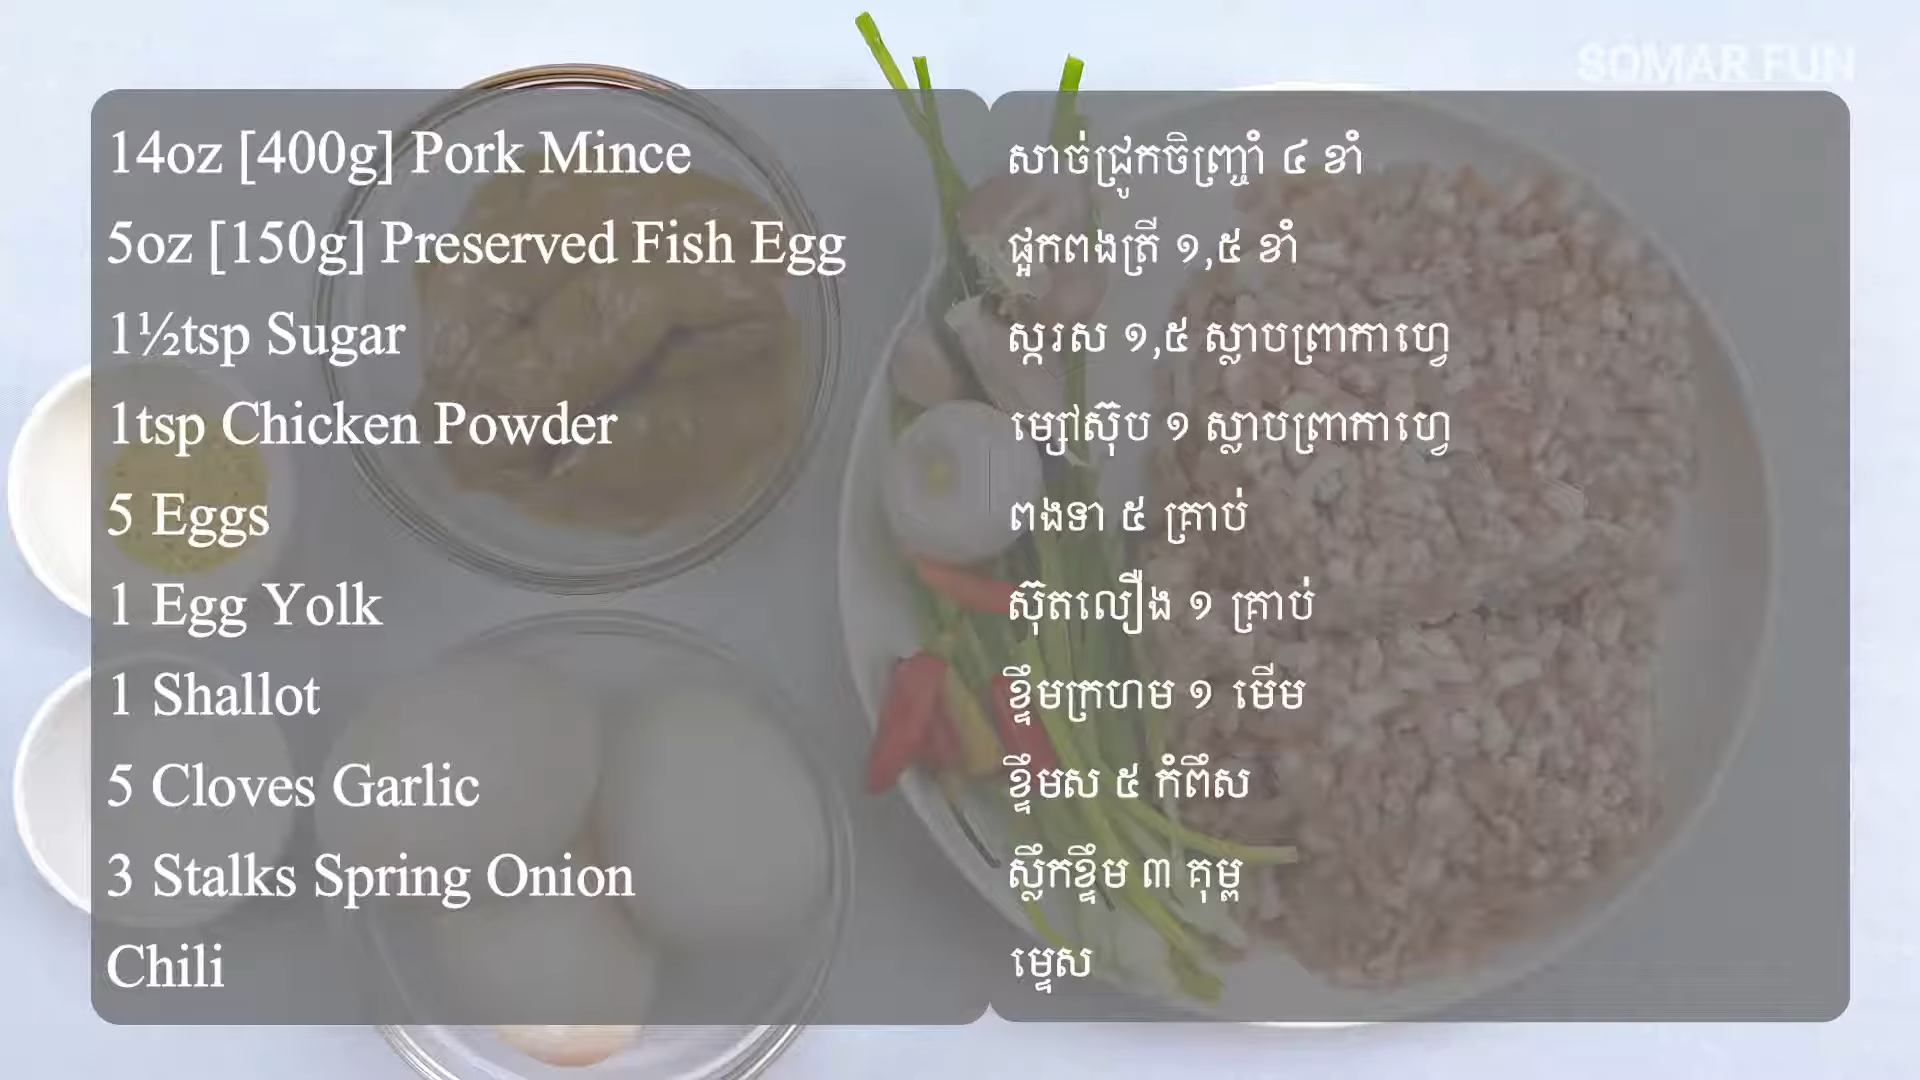 SOMAR FUN
14oz [400g] Pork Mince
5oz [150g] Preserved Fish Egg
1½tsp Sugar
1tsp Chicken Powder
5 Eggs
1 Egg Yolk
1 Shallot
5 Cloves Garlic
3 Stalks Spring Onion
Chili
សាច់ជ្រូកចិញ្ច្រាំ ៤ ខាំ
ផ្អកពងត្រី ១,៥ ខាំ
ស្ករស ១,៥ ស្លាបព្រាកាហ្វេ
ម្សៅស៊ុប ១ ស្លាបព្រាកាហ្វេ
ពងទា ៥ គ្រាប់
ស៊ុតលឿង ១ គ្រាប់
ខ្ទឹមក្រហម ១ មើម
ខ្ទឹមស ៥ កំពឹស
ស្លឹកខ្ទឹម ៣ គុម្ព
ម្ទេស